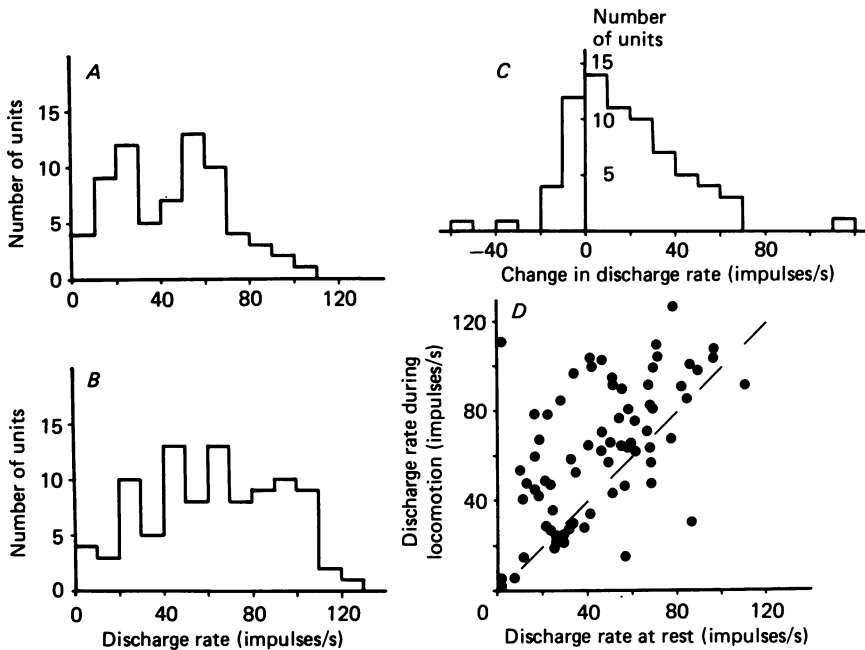 A
Number of units
15
10
5
0
0 40 80 120
B
Number of units
15
10
5
0
0 40 80 120
Discharge rate (impulses/s)
Number
of units
C
15
10
5
−40 0 40 80
Change in discharge rate (impulses/s)
D
Discharge rate during
locomotion (impulses/s)
120
80
40
0 40 80 120
Discharge rate at rest (impulses/s)